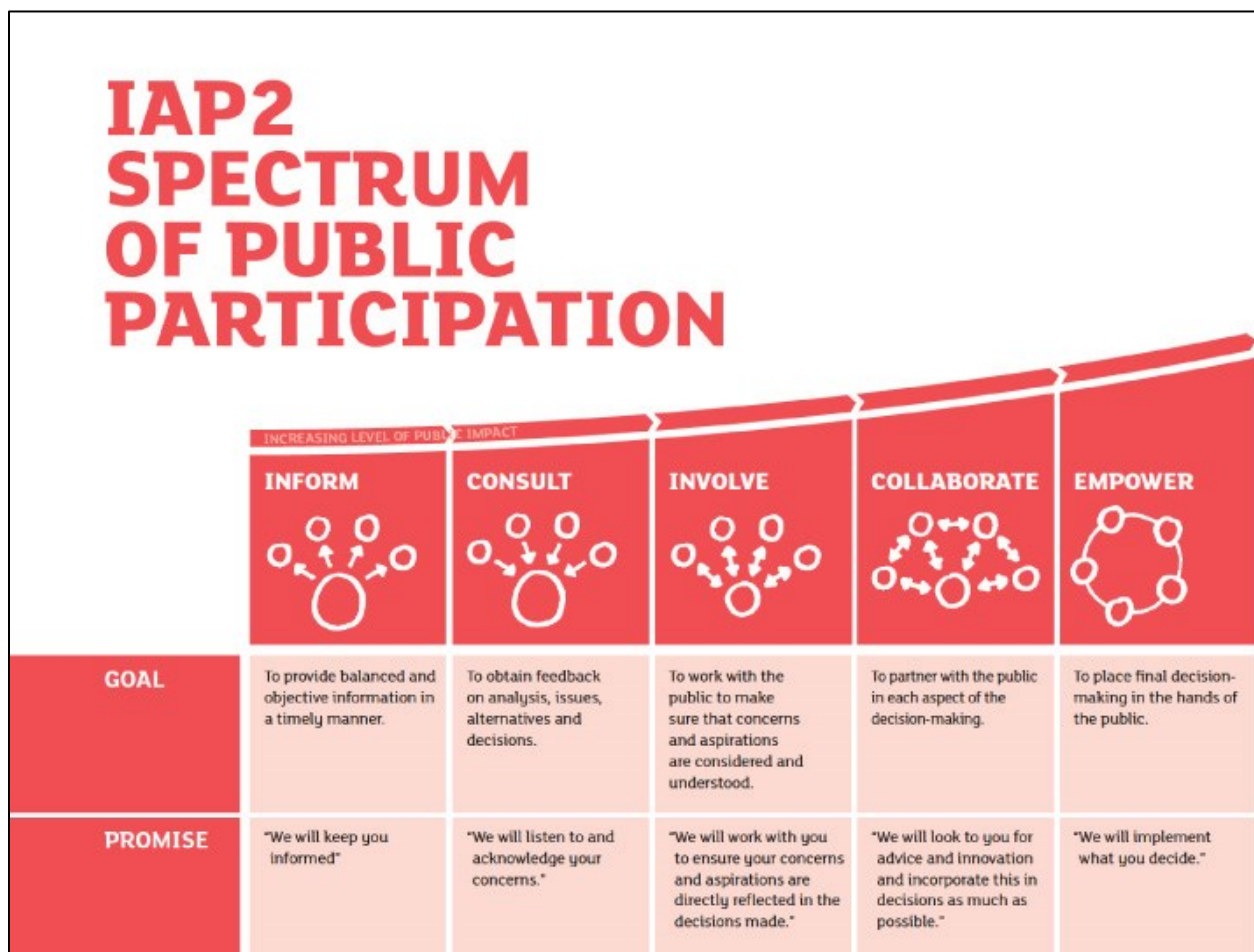 IAP2
SPECTRUM
OF PUBLIC
PARTICIPATION
INCREASING LEVEL OF PUBLIC IMPACT
INFORM
CONSULT
INVOLVE
COLLABORATE
EMPOWER
GOAL
To provide balanced and
objective information in
a timely manner.
To obtain feedback
on analysis, issues,
alternatives and
decisions.
To work with the
public to make
sure that concerns
and aspirations
are considered and
understood.
To partner with the public
in each aspect of the
decision-making.
To place final decision-
making in the hands of
the public.
PROMISE
"We will keep you
informed"
"We will listen to and
acknowledge your
concerns."
"We will work with you
to ensure your concerns
and aspirations are
directly reflected in the
decisions made."
"We will look to you for
advice and innovation
and incorporate this in
decisions as much as
possible."
"We will implement
what you decide."